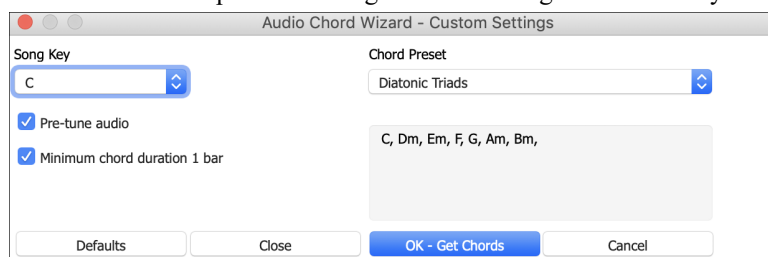 Audio Chord Wizard - Custom Settings
Song Key
Chord Preset
C
Diatonic Triads
Pre-tune audio
Minimum chord duration 1 bar
C, Dm, Em, F, G, Am, Bm,
Defaults
Close
OK - Get Chords
Cancel